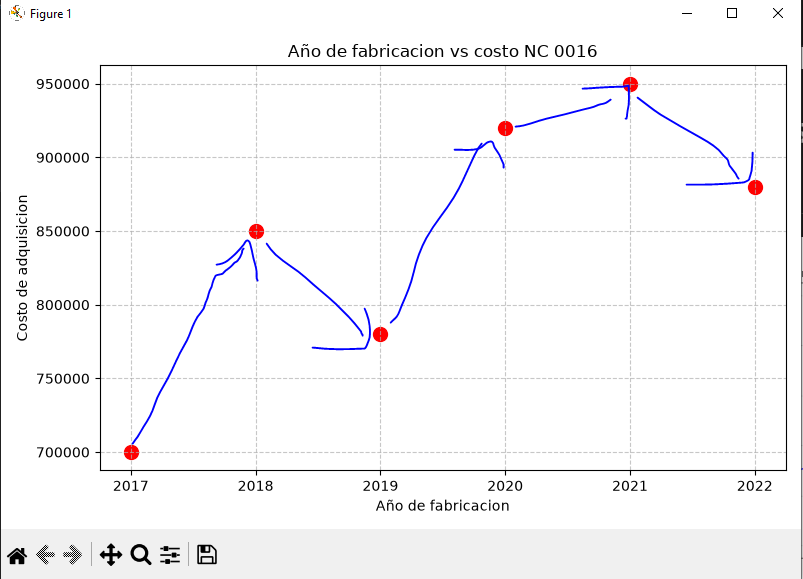 Figure 1
Año de fabricacion vs costo NC 0016
950000
900000
850000
800000
750000
700000
Costo de adquisicion
2017 2018 2019 2020 2021 2022
Año de fabricacion